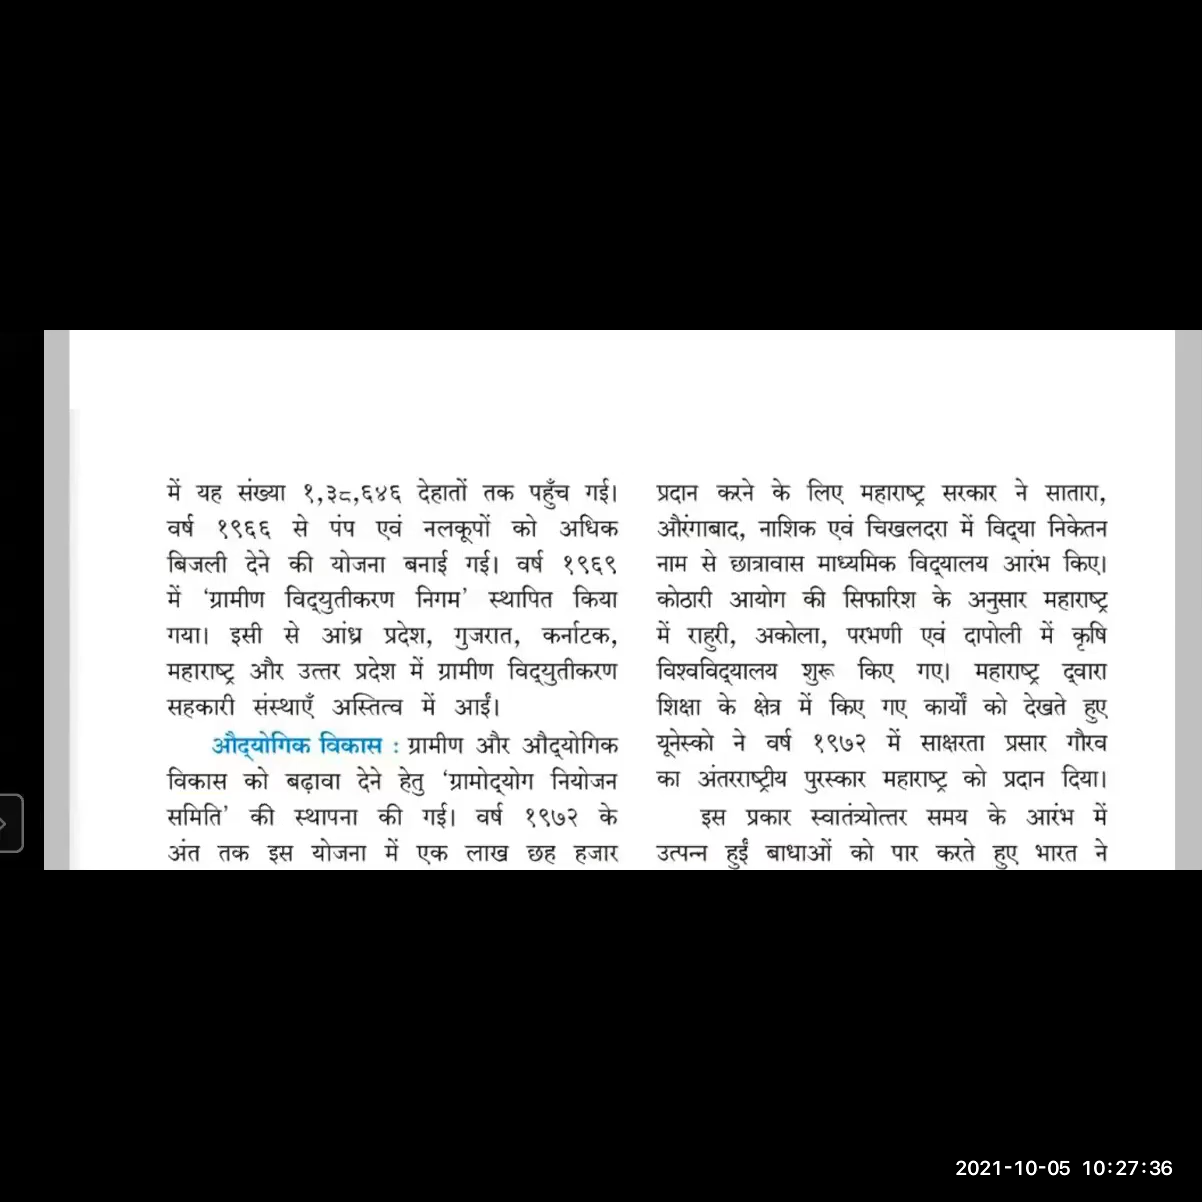 में यह संख्या १,३८,६४६ देहातों तक पहुँच गई।
वर्ष १९६६ से पंप एवं नलकूपों को अधिक
बिजली देने की योजना बनाई गई। वर्ष १९६९
में ‘ग्रामीण विद्‌युतीकरण निगम’ स्थापित किया
गया। इसी से आंध्र प्रदेश, गुजरात, कर्नाटक,
महाराष्ट्र और उत्तर प्रदेश में ग्रामीण विद्‌युतीकरण
सहकारी संस्थाएँ अस्तित्व में आईं।
औद्‌योगिक विकास : ग्रामीण और औद्‌योगिक
विकास को बढ़ावा देने हेतु ‘ग्रामोद्‌योग नियोजन
समिति’ की स्थापना की गई। वर्ष १९७२ के
अंत तक इस योजना में एक लाख छह हजार
प्रदान करने के लिए महाराष्ट्र सरकार ने सातारा,
औरंगाबाद, नाशिक एवं चिखलदरा में विद्‌या निकेतन
नाम से छात्रावास माध्यमिक विद्‌यालय आरंभ किए।
कोठारी आयोग की सिफारिश के अनुसार महाराष्ट्र
में राहुरी, अकोला, परभणी एवं दापोली में कृषि
विश्वविद्‌यालय शुरू किए गए। महाराष्ट्र द्‌वारा
शिक्षा के क्षेत्र में किए गए कार्यों को देखते हुए
यूनेस्को ने वर्ष १९७२ में साक्षरता प्रसार गौरव
का अंतरराष्ट्रीय पुरस्कार महाराष्ट्र को प्रदान दिया।
इस प्रकार स्वातंत्र्योत्तर समय के आरंभ में
उत्पन्न हुईं बाधाओं को पार करते हुए भारत ने
2021-10-05 10:27:36